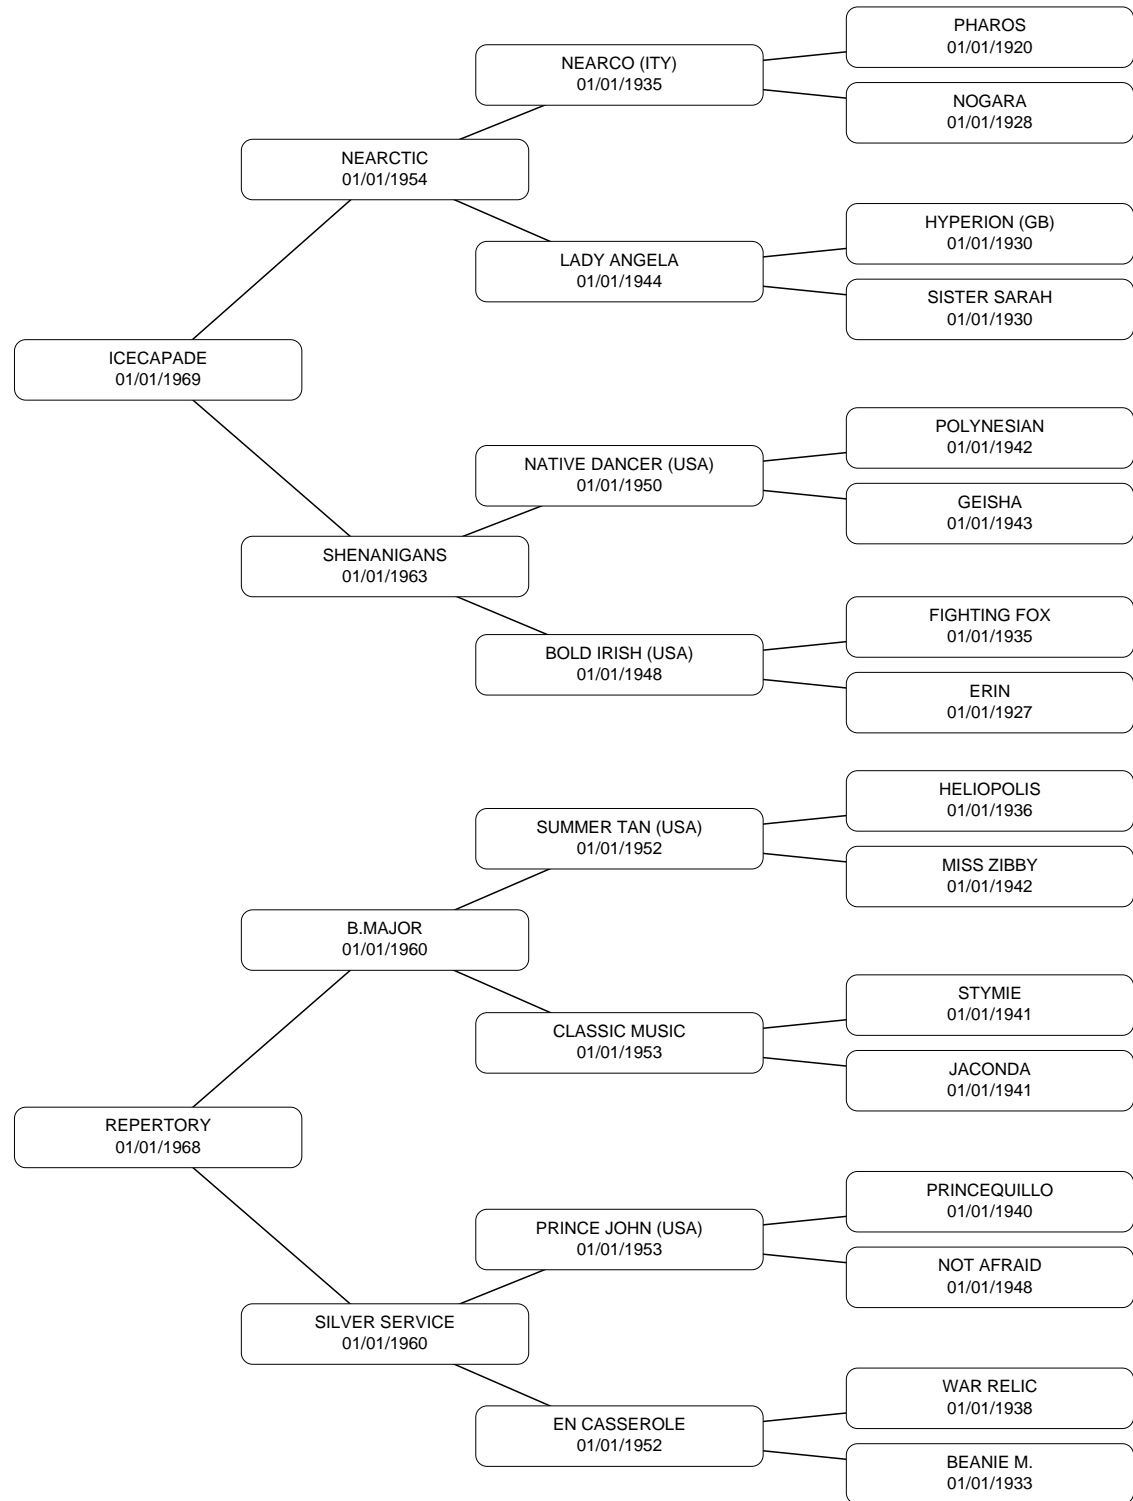 PHAROS
01/01/1920
NEARCO (ITY)
01/01/1935
NOGARA
01/01/1928
NEARCTIC
01/01/1954
HYPERION (GB)
01/01/1930
LADY ANGELA
01/01/1944
SISTER SARAH
01/01/1930
ICECAPADE
01/01/1969
POLYNESIAN
01/01/1942
NATIVE DANCER (USA)
01/01/1950
GEISHA
01/01/1943
SHENANIGANS
01/01/1963
FIGHTING FOX
01/01/1935
BOLD IRISH (USA)
01/01/1948
ERIN
01/01/1927
HELIOPOLIS
01/01/1936
SUMMER TAN (USA)
01/01/1952
MISS ZIBBY
01/01/1942
B.MAJOR
01/01/1960
STYMIE
01/01/1941
CLASSIC MUSIC
01/01/1953
JACONDA
01/01/1941
REPERTORY
01/01/1968
PRINCEQUILLO
01/01/1940
PRINCE JOHN (USA)
01/01/1953
NOT AFRAID
01/01/1948
SILVER SERVICE
01/01/1960
WAR RELIC
01/01/1938
EN CASSEROLE
01/01/1952
BEANIE M.
01/01/1933